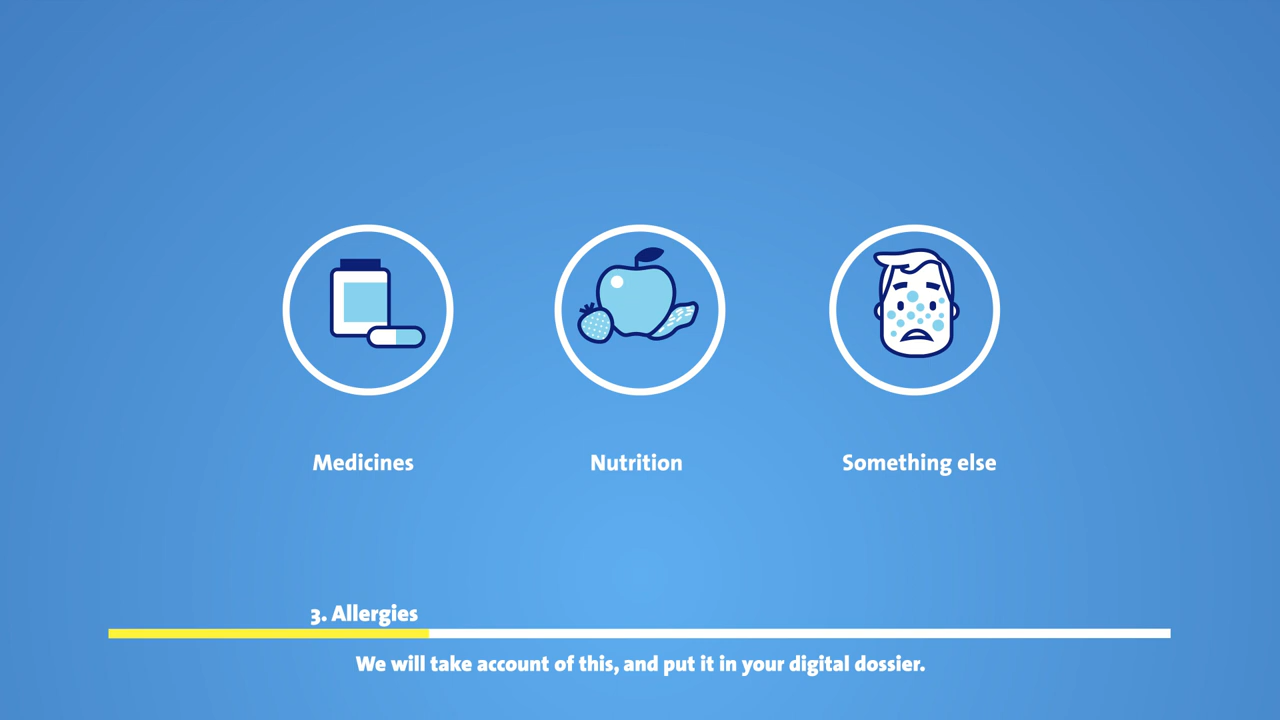 Medicines
Nutrition
Something else
3. Allergies
We will take account of this, and put it in your digital dossier.